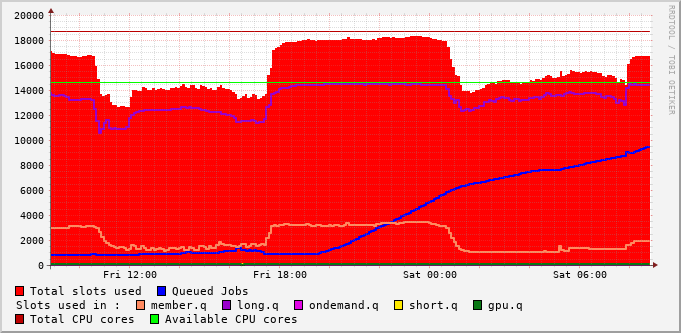 20000
18000
16000
14000
12000
10000
8000
6000
4000
2000
0
Fri 12:00 Fri 18:00 Sat 00:00 Sat 06:00
RRDTOOL / TOBI OETIKER
Total slots used Queued Jobs
Slots used in : member.q long.q ondemand.q short.q gpu.q
Total CPU cores Available CPU cores